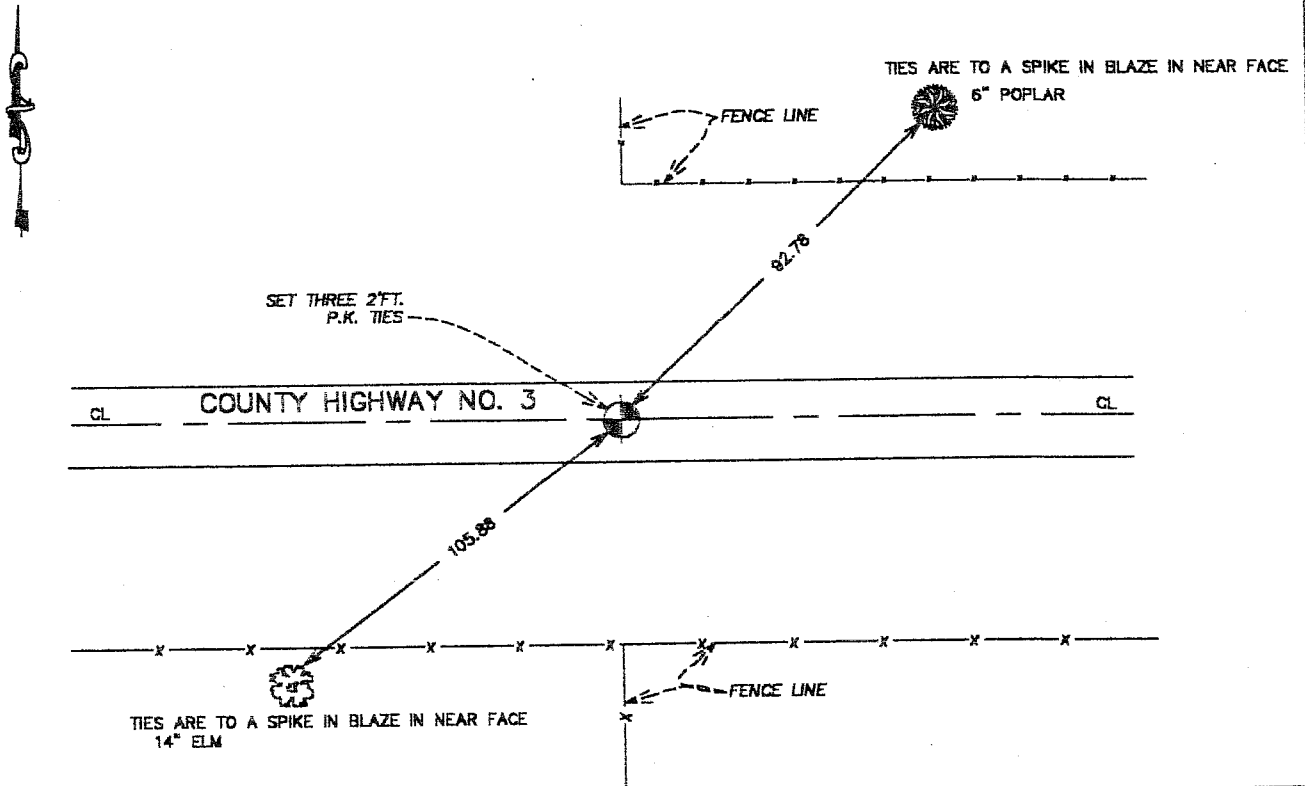 TIES ARE TO A SPIKE IN BLAZE IN NEAR FACE
6" POPLAR
FENCE LINE
92.78
SET THREE 2'FT.
P.K. TIES
CL
COUNTY HIGHWAY NO. 3
CL
105.88
FENCE LINE
TIES ARE TO A SPIKE IN BLAZE IN NEAR FACE
14" ELM